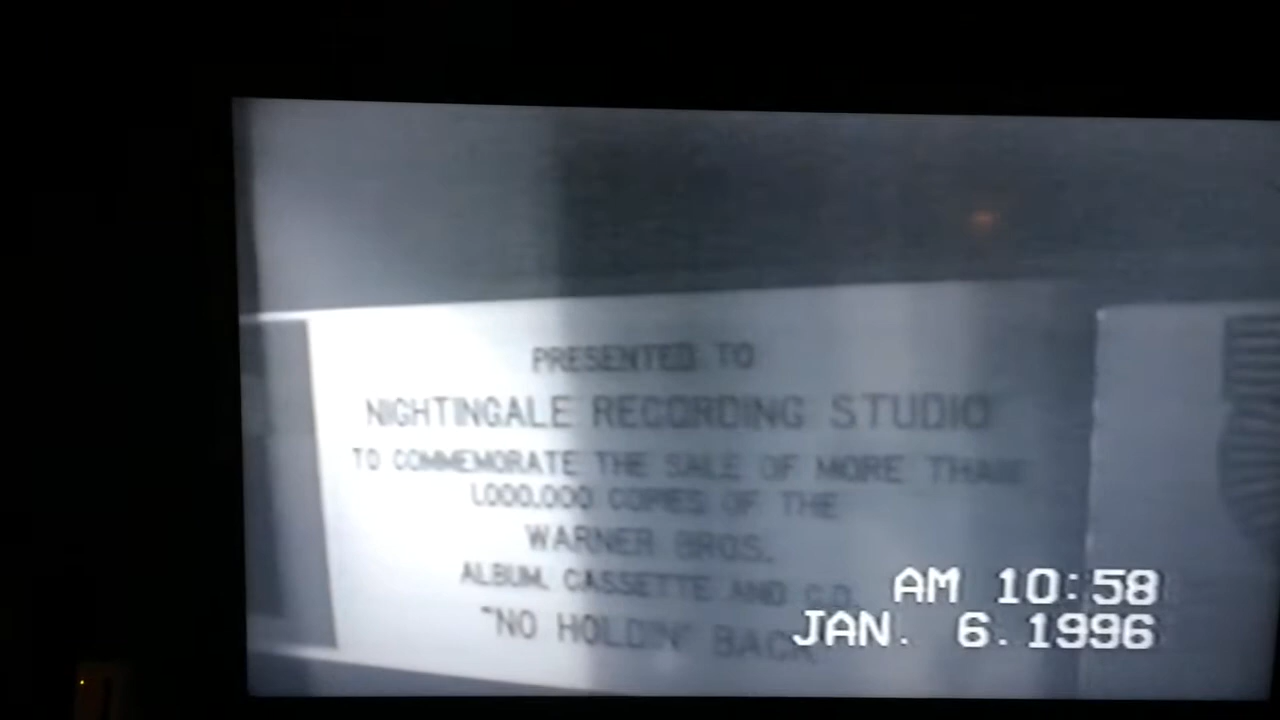 PRESENTED TO
NIGHTINGALE RECORDING STUDIO
TO COMMEMORATE THE SALE OF MORE THAN
1,000,000 COPIES OF THE
WARNER BROS.
ALBUM, CASSETTE AND C.D.
"NO HOLDIN' BACK"
AM 10:58
JAN. 6.1996